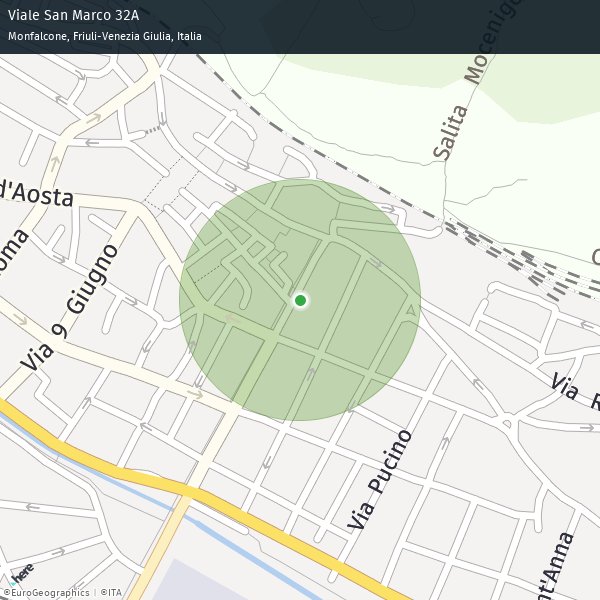 Viale San Marco 32A
Monfalcone, Friuli-Venezia Giulia, Italia
Salita Mocenigo
d'Aosta
oma
Via 9 Giugno
Via R
Via Pucino
nt'Anna
here
©EuroGeographics | ©ITA